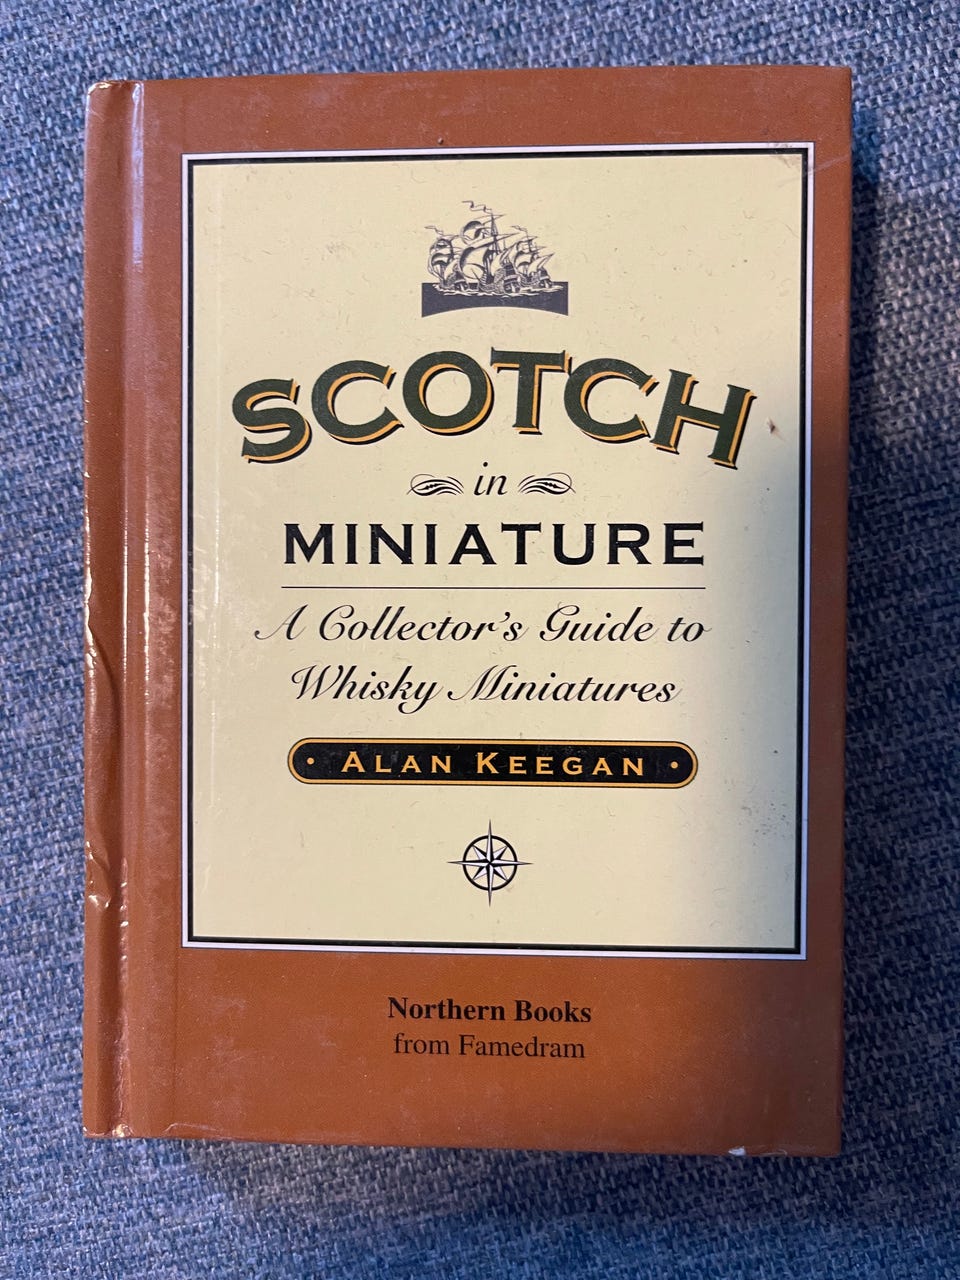 SCOTCH
in
MINIATURE
A Collector's Guide to
Whisky Miniatures
· ALAN KEEGAN ·
Northern Books
from Famedram